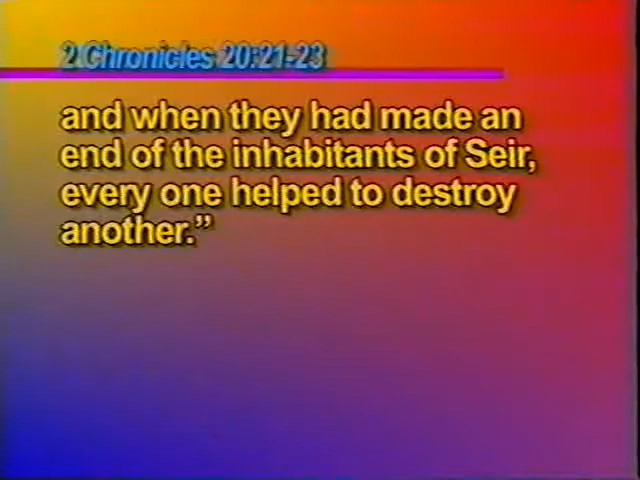 2 Chronicles 20:21-23
and when they had made an
end of the inhabitants of Seir,
every one helped to destroy
another.”